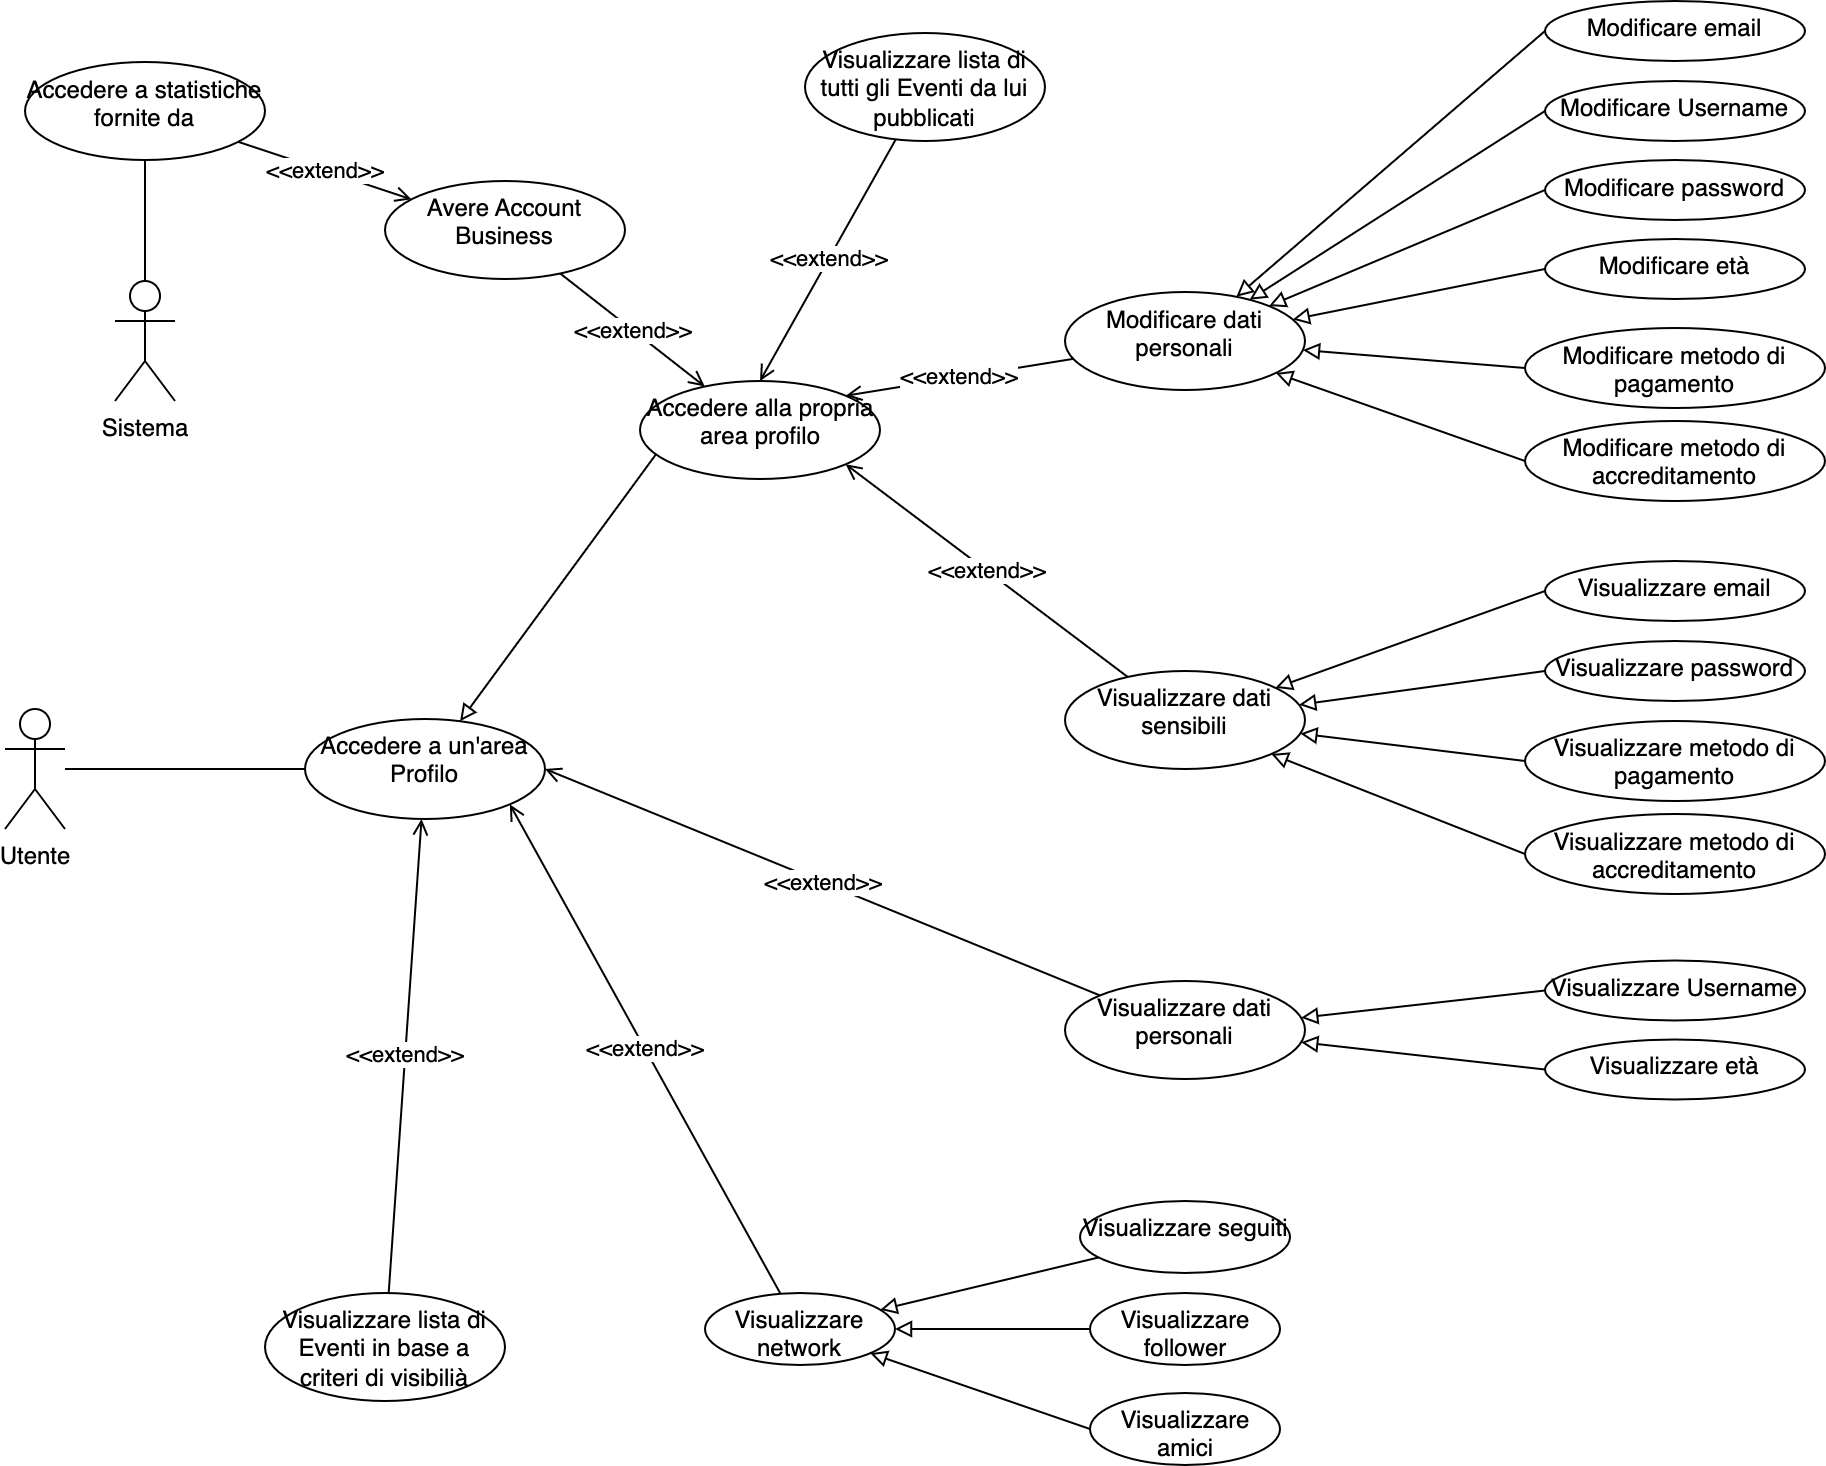 Modificare email
Visualizzare lista di
tutti gli Eventi da lui
pubblicati
Accedere a statistiche
fornite da
Modificare Username
<<extend>>
Modificare password
Avere Account
Business
<<extend>>
Modificare età
<<extend>>
Modificare dati
personali
Modificare metodo di
pagamento
<<extend>>
Accedere alla propria
area profilo
Sistema
Modificare metodo di
accreditamento
<<extend>>
Visualizzare email
Visualizzare password
Visualizzare dati
sensibili
Visualizzare metodo di
pagamento
Accedere a un'area
Profilo
Utente
Visualizzare metodo di
accreditamento
<<extend>>
Visualizzare Username
Visualizzare dati
personali
Visualizzare età
<<extend>>
<<extend>>
Visualizzare seguiti
Visualizzare lista di
Eventi in base a
criteri di visibilià
Visualizzare
network
Visualizzare
follower
Visualizzare
amici